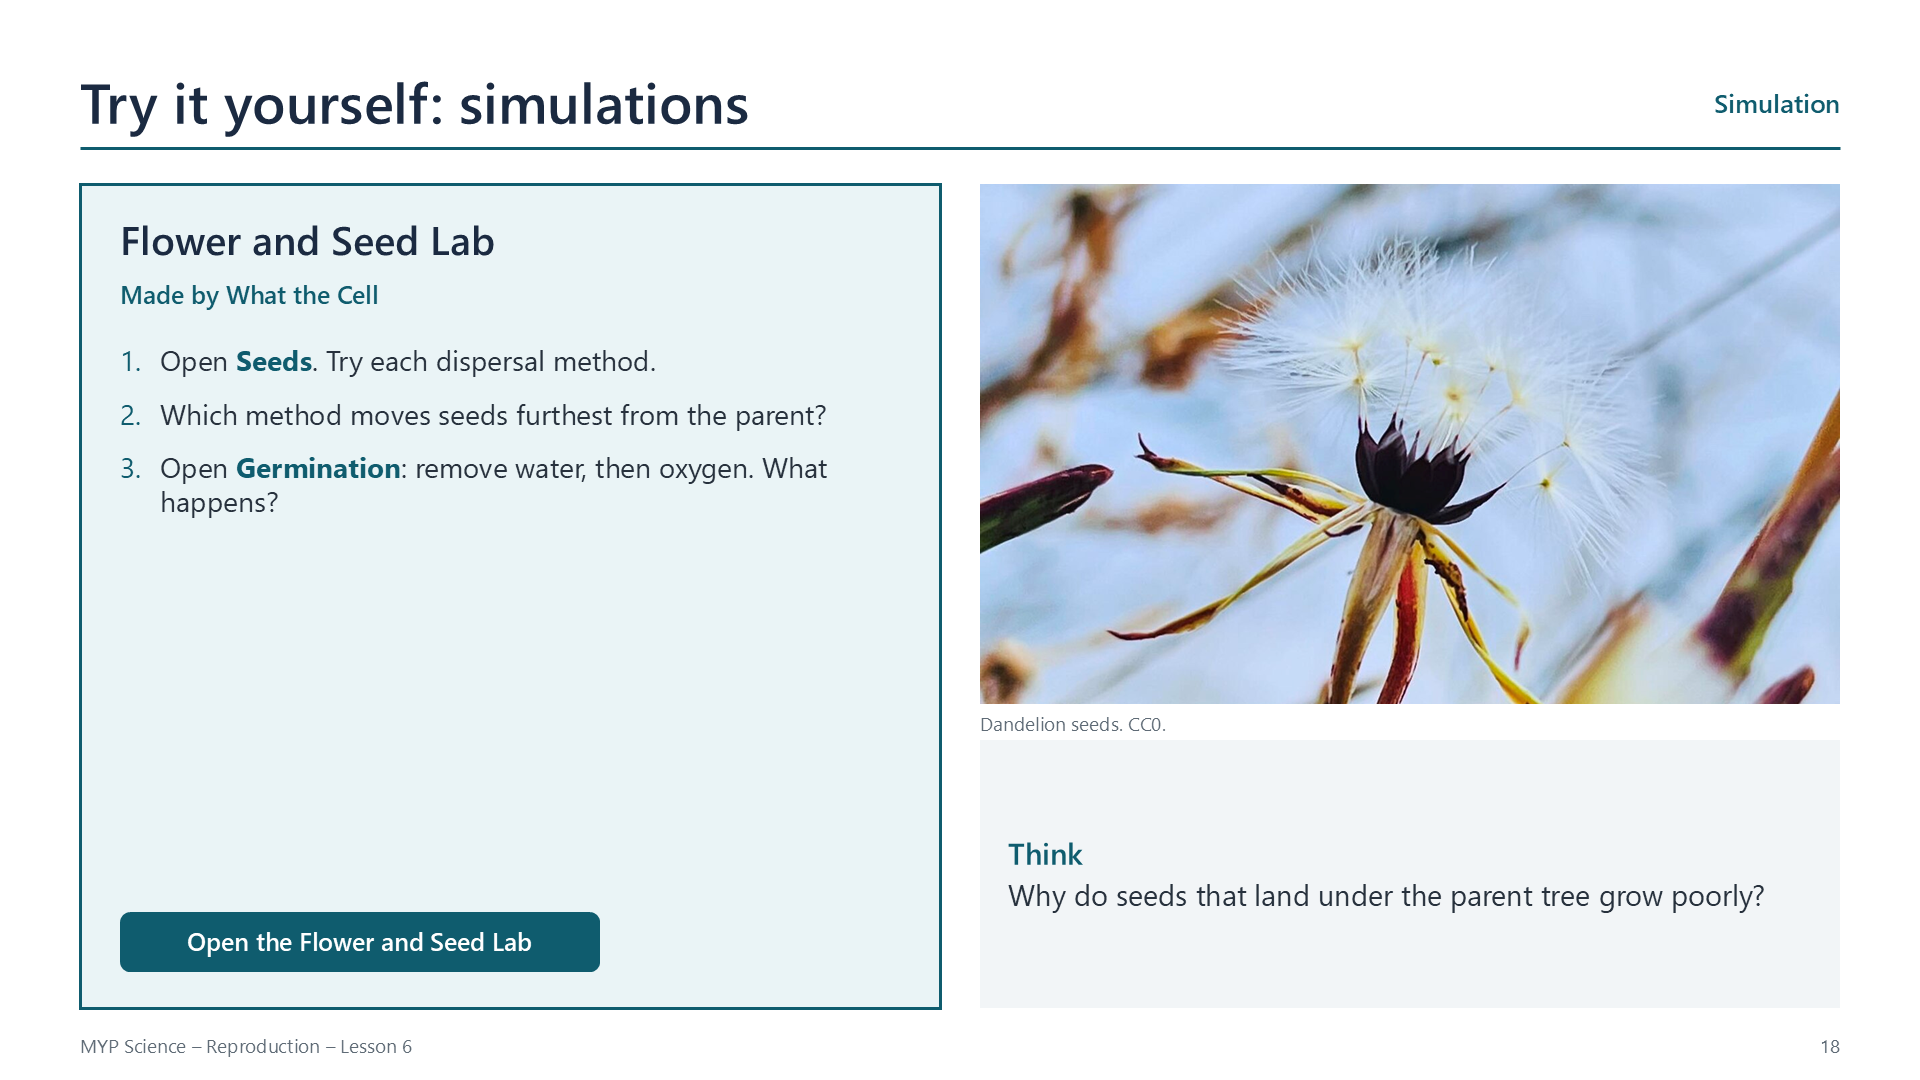 Try it yourself: simulations
Simulation
Flower and Seed Lab
Made by What the Cell
1. Open Seeds. Try each dispersal method.
2. Which method moves seeds furthest from the parent?
3. Open Germination: remove water, then oxygen. What
happens?
Open the Flower and Seed Lab
Dandelion seeds. CC0.
Think
Why do seeds that land under the parent tree grow poorly?
MYP Science – Reproduction – Lesson 6
18